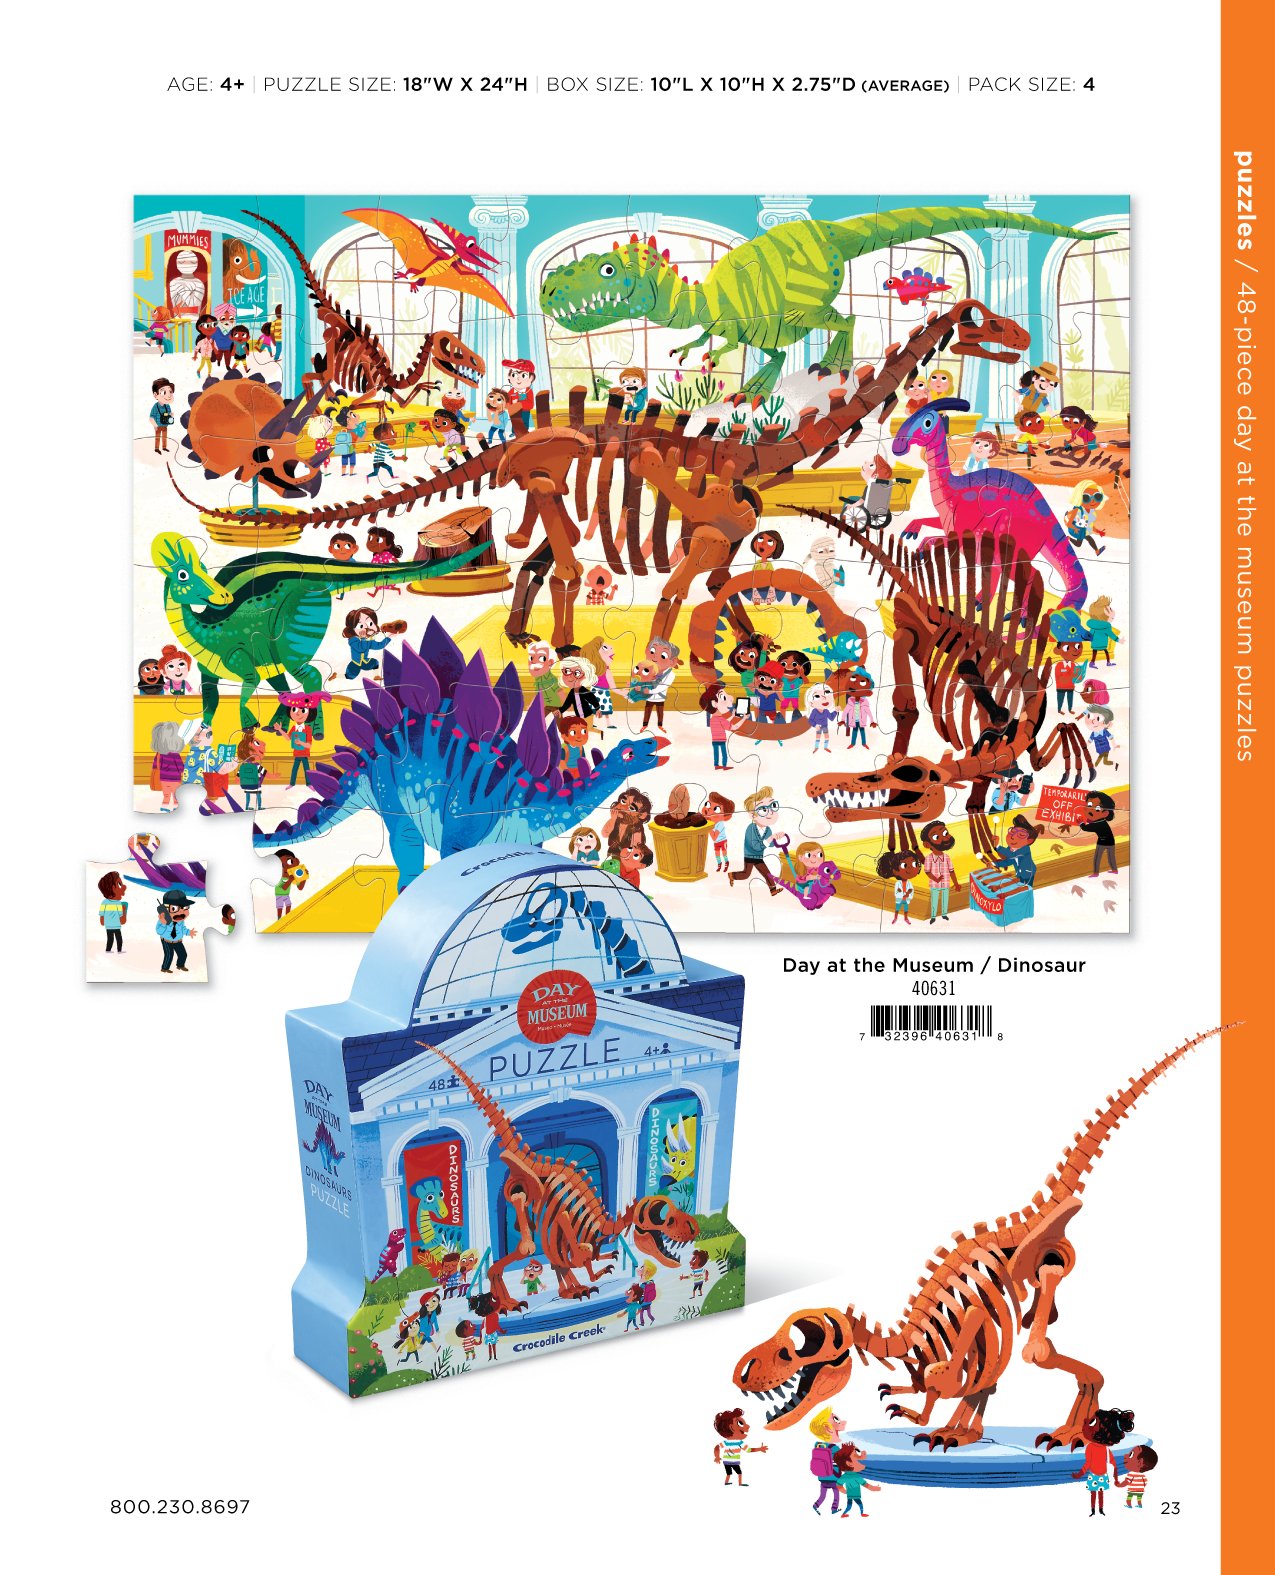 AGE: 4+ | PUZZLE SIZE: 18"W X 24"H | BOX SIZE: 10"L X 10"H X 2.75"D (AVERAGE) | PACK SIZE: 4
puzzles / 48-piece day at the museum puzzles
MUMMIES
ICE AGE
TEMPORARILY
OFF
EXHIBIT
Day at the Museum / Dinosaur
40631
7 32396 40631 8
Crocodile
DAY
AT THE
MUSEUM
Museo • Musée
PUZZLE
48
4+
DAY
AT THE
MUSEUM
DINOSAURS
PUZZLE
DINOSAURS
DINOSAURS
Crocodile Creek
800.230.8697
23